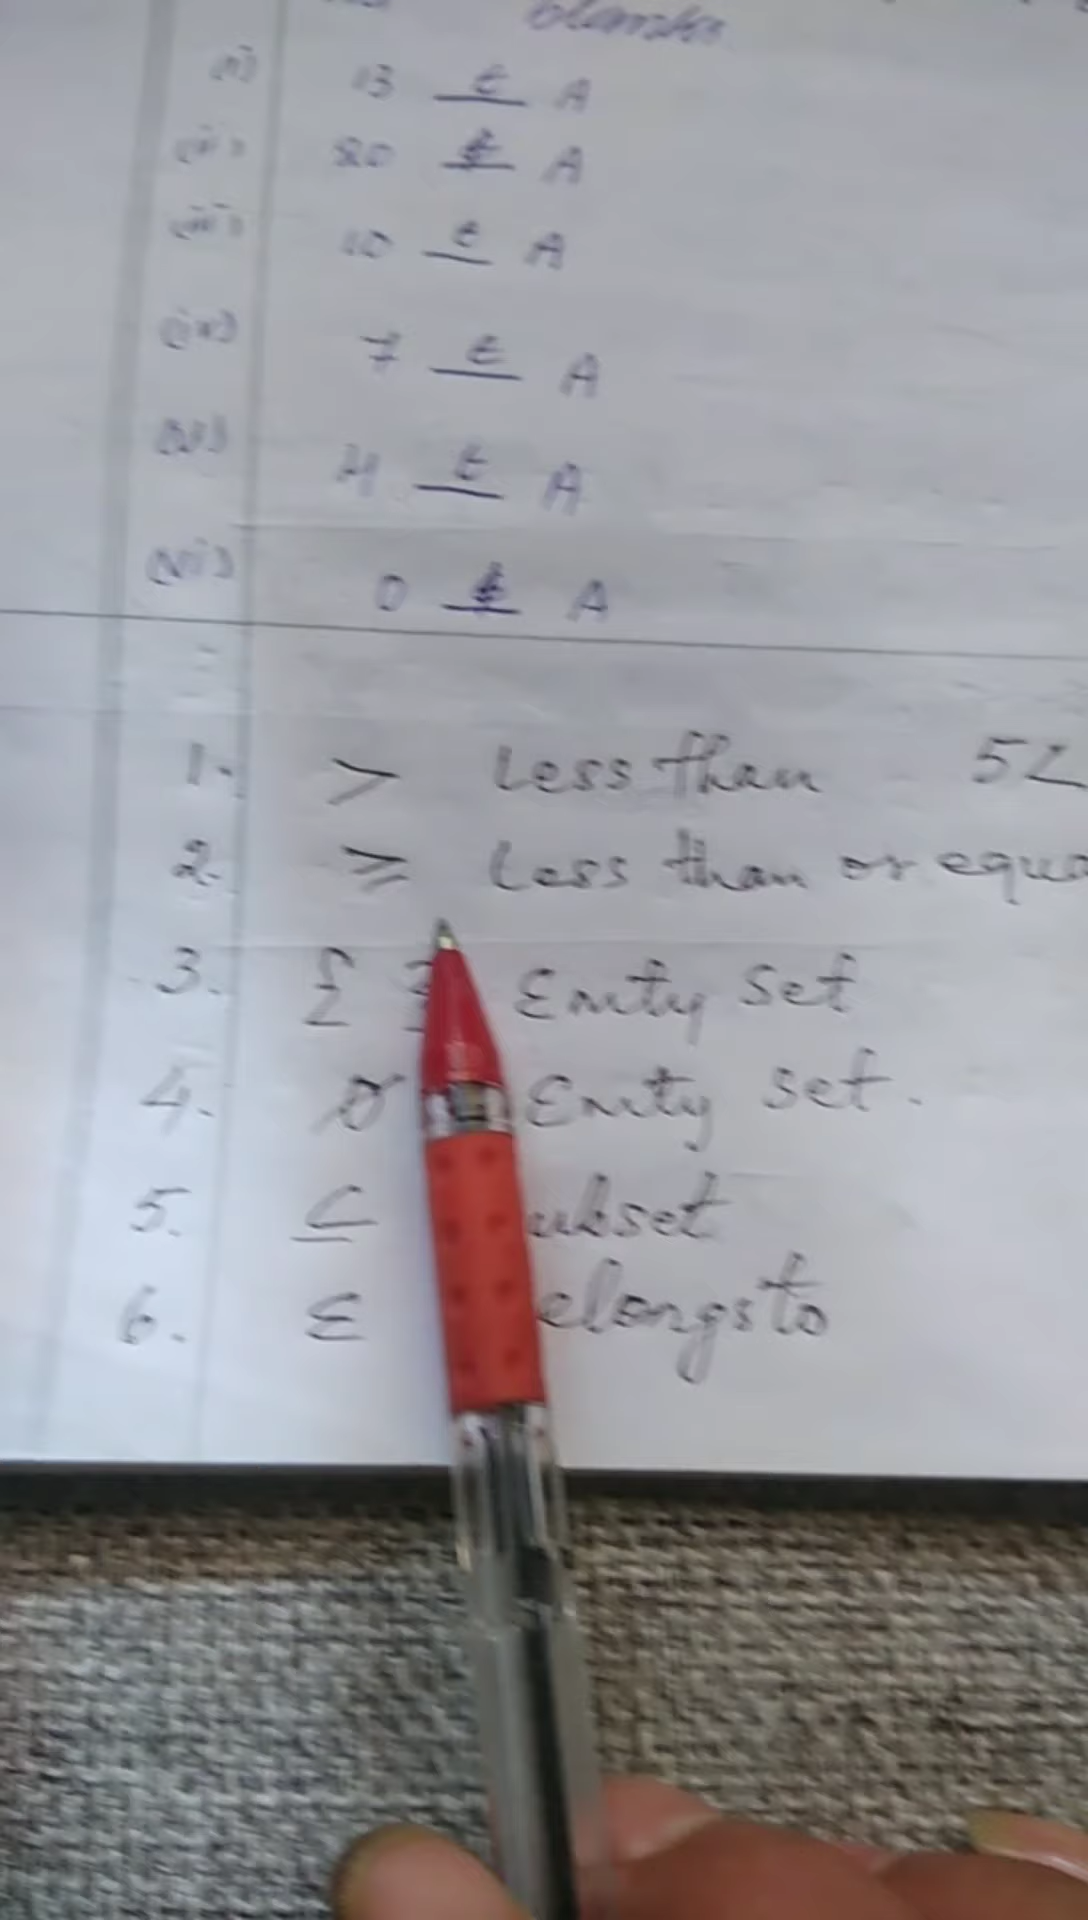 blanks.
(i) 13 ∈ A
(ii) 20 ∉ A
(iii) 10 ∈ A
(iv) 7 ∈ A
(v) 4 ∈ A
(vi) 0 ∉ A
1. > Less than 5<
2. ≥ Less than or equa
3. { } Emty set
4. Ø Emty set.
5. ⊆ ubset
6. ∈ elongsto